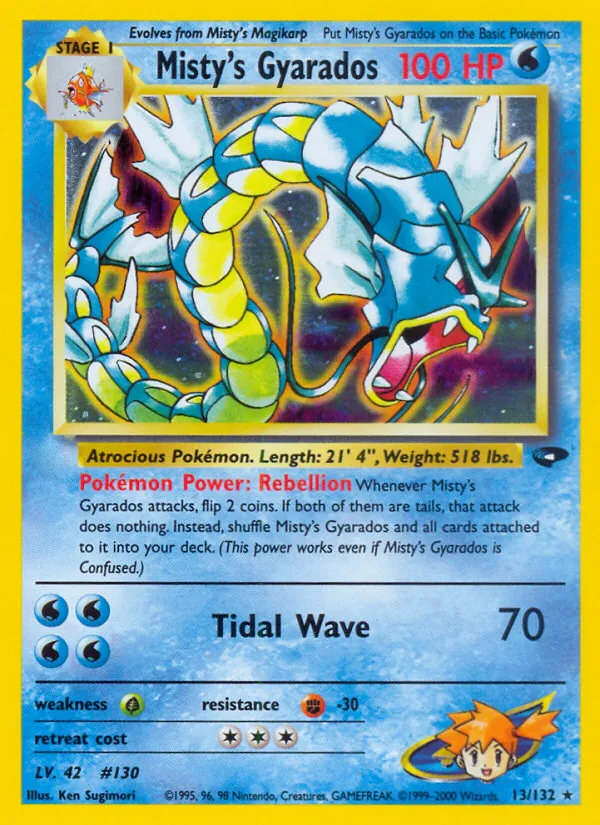 Evolves from Misty's Magikarp Put Misty's Gyarados on the Basic Pokémon
STAGE 1
Misty's Gyarados 100 HP
Atrocious Pokémon. Length: 21' 4", Weight: 518 lbs.
Pokémon Power: Rebellion Whenever Misty's
Gyarados attacks, flip 2 coins. If both of them are tails, that attack
does nothing. Instead, shuffle Misty's Gyarados and all cards attached
to it into your deck. (This power works even if Misty's Gyarados is
Confused.)
Tidal Wave 70
weakness resistance -30
retreat cost
LV. 42 #130
Illus. Ken Sugimori ©1995, 96, 98 Nintendo, Creatures, GAMEFREAK. ©1999-2000 Wizards. 13/132 ★